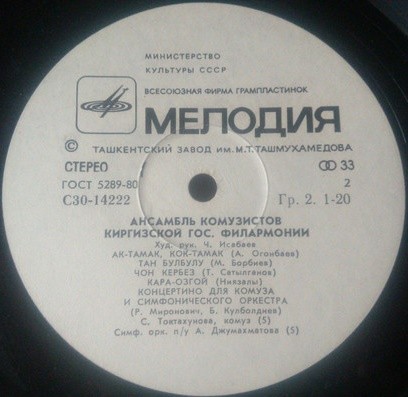 МИНИСТЕРСТВО
КУЛЬТУРЫ СССР
ВСЕСОЮЗНАЯ ФИРМА ГРАМПЛАСТИНОК
МЕЛОДИЯ
© ТАШКЕНТСКИЙ ЗАВОД ИМ. М.Т.ТАШМУХАМЕДОВА
СТЕРЕО 33
ГОСТ 5289-80 2
С30-14222 Гр. 2. 1-20
АНСАМБЛЬ КОМУЗИСТОВ
КИРГИЗСКОЙ ГОС. ФИЛАРМОНИИ
Худ. рук. Ч. Исабаев
АК-ТАМАК, КОК-ТАМАК (А. Огонбаев)
ТАН БУЛБУЛУ (М. Борбиев)
ЧОН КЕРБЕЗ (Т. Сатылганов)
КАРА-ОЗГОЙ (Ниязалы)
КОНЦЕРТИНО ДЛЯ КОМУЗА
И СИМФОНИЧЕСКОГО ОРКЕСТРА
(Р. Миронович, Б. Кулболдиев)
С. Токтахунова, комуз (5)
Симф. орк. п/у А. Джумахматова (5)